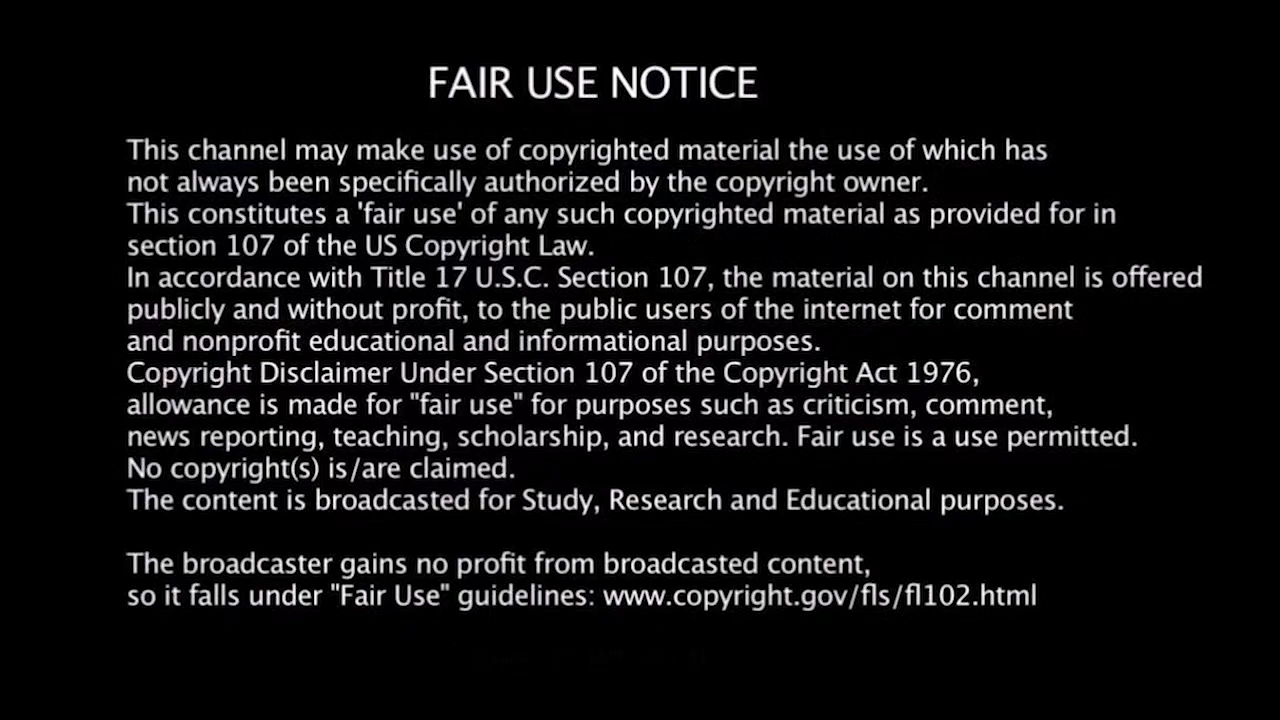 FAIR USE NOTICE
This channel may make use of copyrighted material the use of which has
not always been specifically authorized by the copyright owner.
This constitutes a 'fair use' of any such copyrighted material as provided for in
section 107 of the US Copyright Law.
In accordance with Title 17 U.S.C. Section 107, the material on this channel is offered
publicly and without profit, to the public users of the internet for comment
and nonprofit educational and informational purposes.
Copyright Disclaimer Under Section 107 of the Copyright Act 1976,
allowance is made for "fair use" for purposes such as criticism, comment,
news reporting, teaching, scholarship, and research. Fair use is a use permitted.
No copyright(s) is/are claimed.
The content is broadcasted for Study, Research and Educational purposes.
The broadcaster gains no profit from broadcasted content,
so it falls under "Fair Use" guidelines: www.copyright.gov/fls/fl102.html